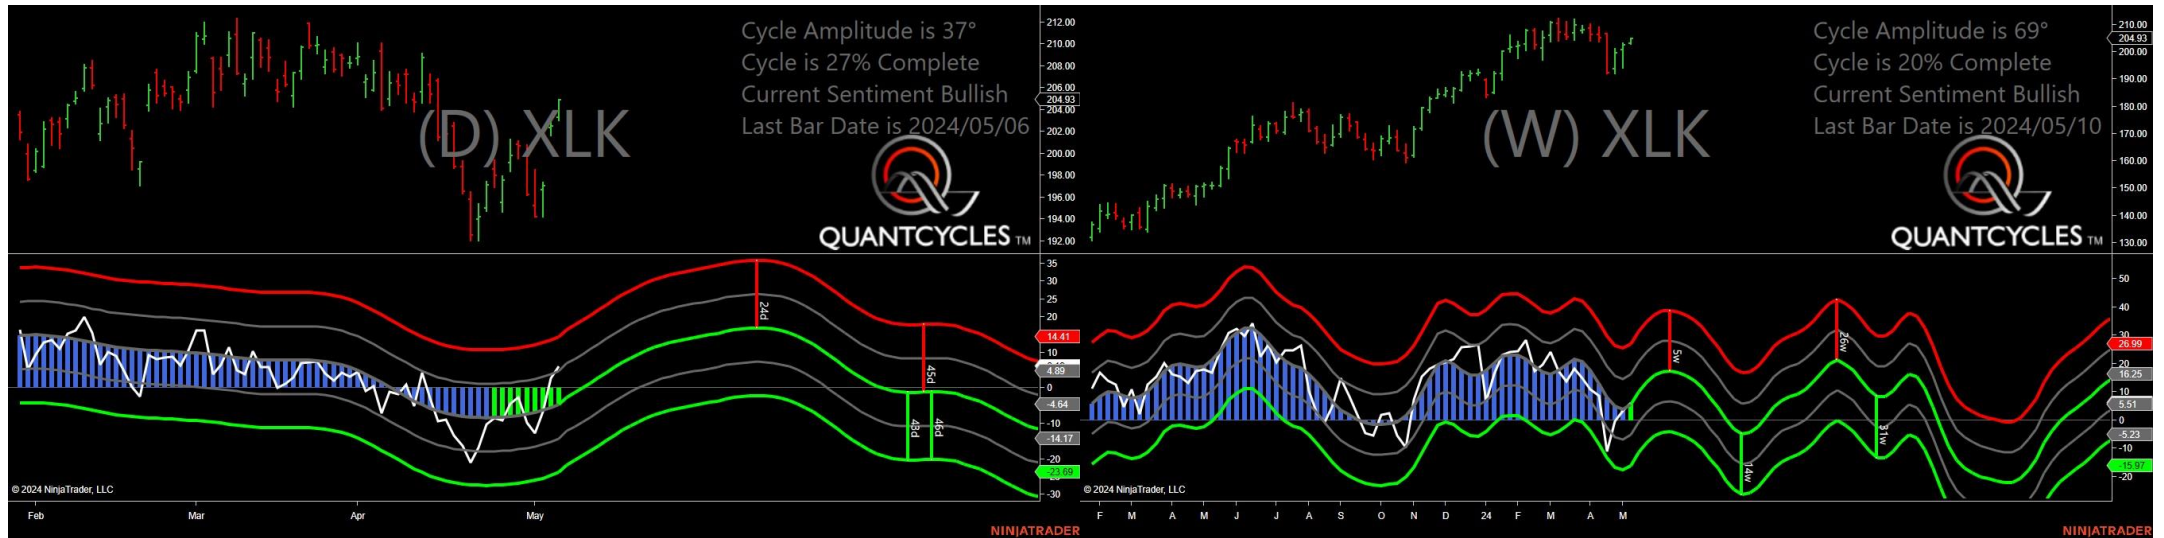 Cycle Amplitude is 37°
Cycle is 27% Complete
Current Sentiment Bullish
Last Bar Date is 2024/05/06
(D) XLK
QUANTCYCLES TM
212.00
210.00
208.00
206.00
204.93
204.00
202.00
200.00
198.00
196.00
194.00
192.00
35
30
25
20
14.41
10
4.89
0
-4.64
-10
-14.17
-20
-23.69
-30
24d
45d
43d
46d
© 2024 NinjaTrader, LLC
Feb Mar Apr May
NINJATRADER
Cycle Amplitude is 69°
Cycle is 20% Complete
Current Sentiment Bullish
Last Bar Date is 2024/05/10
(W) XLK
QUANTCYCLES TM
210.00
204.93
200.00
190.00
180.00
170.00
160.00
150.00
140.00
130.00
50
40
30
26.99
20
16.25
5.51
0
-5.23
-10
-15.97
-20
5w
26w
14w
31w
© 2024 NinjaTrader, LLC
F M A M J J A S O N D 24 F M A M
NINJATRADER